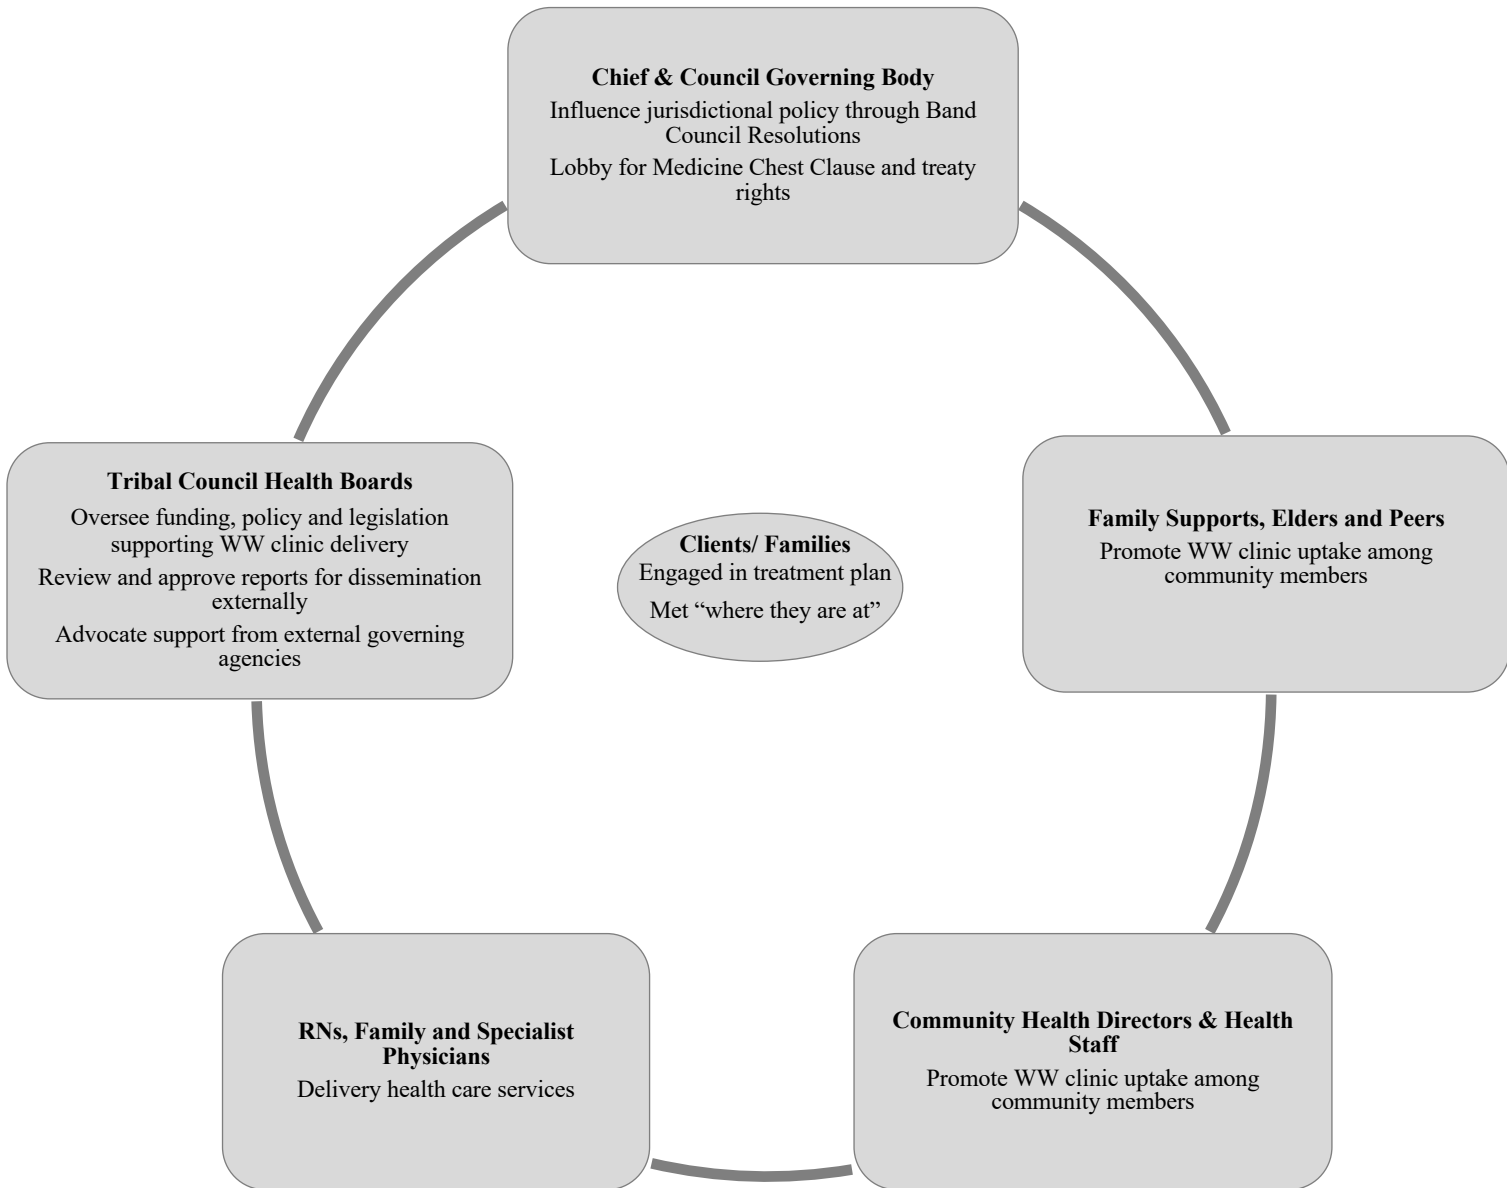 Chief & Council Governing Body
Influence jurisdictional policy through Band
Council Resolutions
Lobby for Medicine Chest Clause and treaty
rights
Tribal Council Health Boards
Oversee funding, policy and legislation
supporting WW clinic delivery
Review and approve reports for dissemination
externally
Advocate support from external governing
agencies
Clients/ Families
Engaged in treatment plan
Met “where they are at”
Family Supports, Elders and Peers
Promote WW clinic uptake among
community members
RNs, Family and Specialist
Physicians
Delivery health care services
Community Health Directors & Health
Staff
Promote WW clinic uptake among
community members